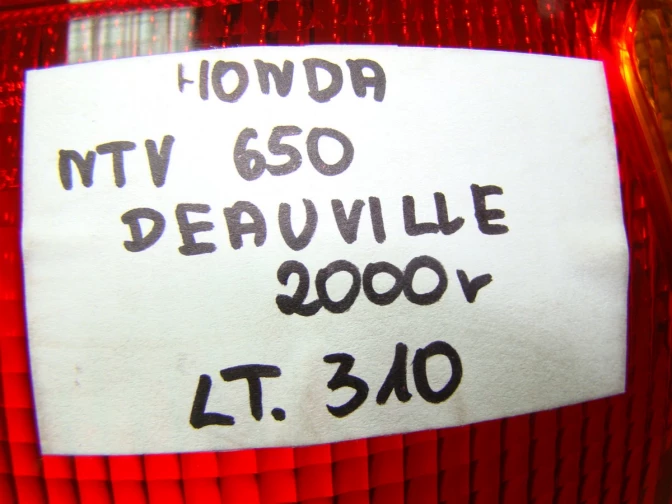 HONDA
NTV 650
DEAUVILLE
2000r
LT. 310